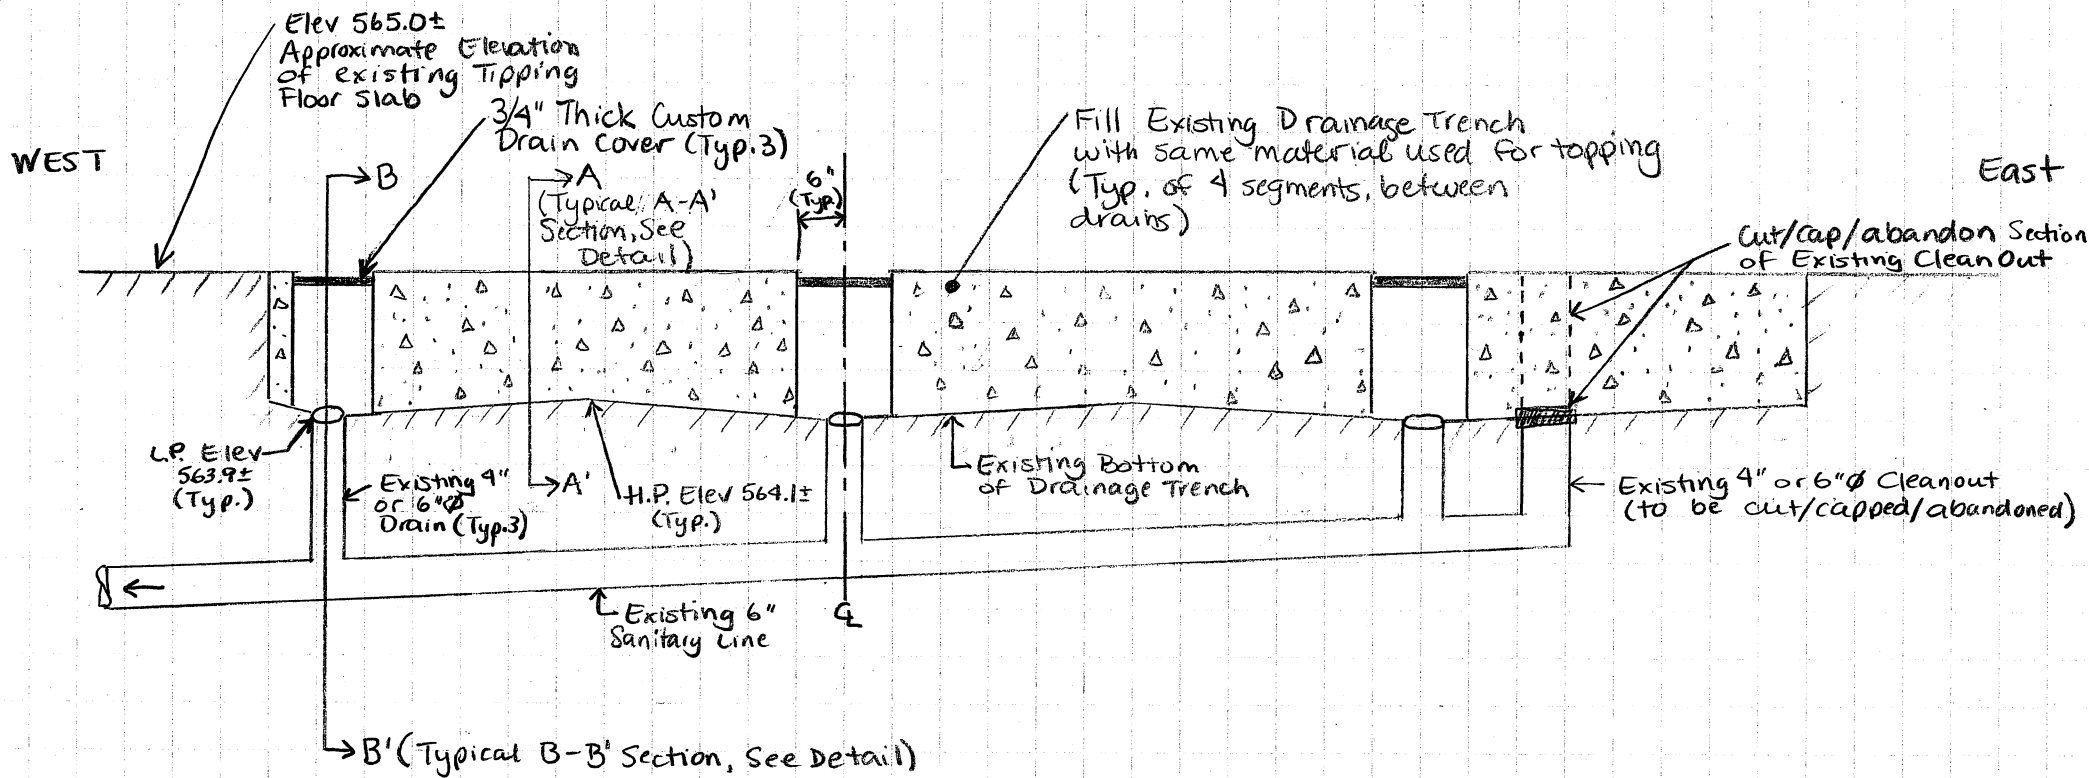 Elev 565.0±
Approximate Elevation
of existing Tipping
Floor Slab
3/4" Thick Custom
Drain Cover (Typ.3)
WEST
B
A
(Typical A-A'
Section, See
Detail)
6"
(Typ.)
Fill Existing Drainage Trench
with same material used for topping
(Typ. of 4 segments, between
drains)
East
Cut/cap/abandon Section
of Existing CleanOut
L.P. Elev
563.9±
(Typ.)
Existing 4"
or 6"Ø
Drain (Typ.3)
A'
H.P. Elev 564.1±
(Typ.)
Existing Bottom
of Drainage Trench
Existing 4" or 6"Ø Cleanout
(to be cut/capped/abandoned)
Existing 6"
Sanitary Line
CL
B' (Typical B-B' Section, See Detail)